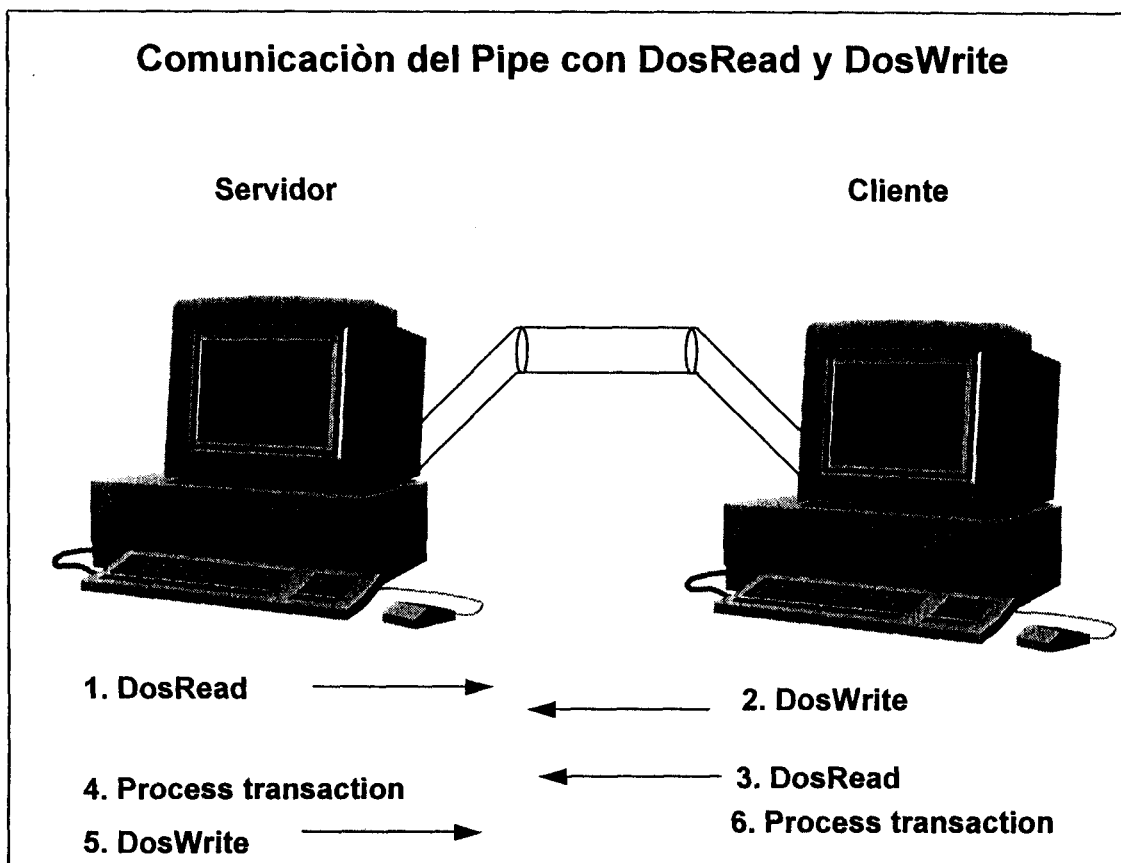 Comunicaciòn del Pipe con DosRead y DosWrite
Servidor
Cliente
1. DosRead
2. DosWrite
3. DosRead
4. Process transaction
5. DosWrite
6. Process transaction